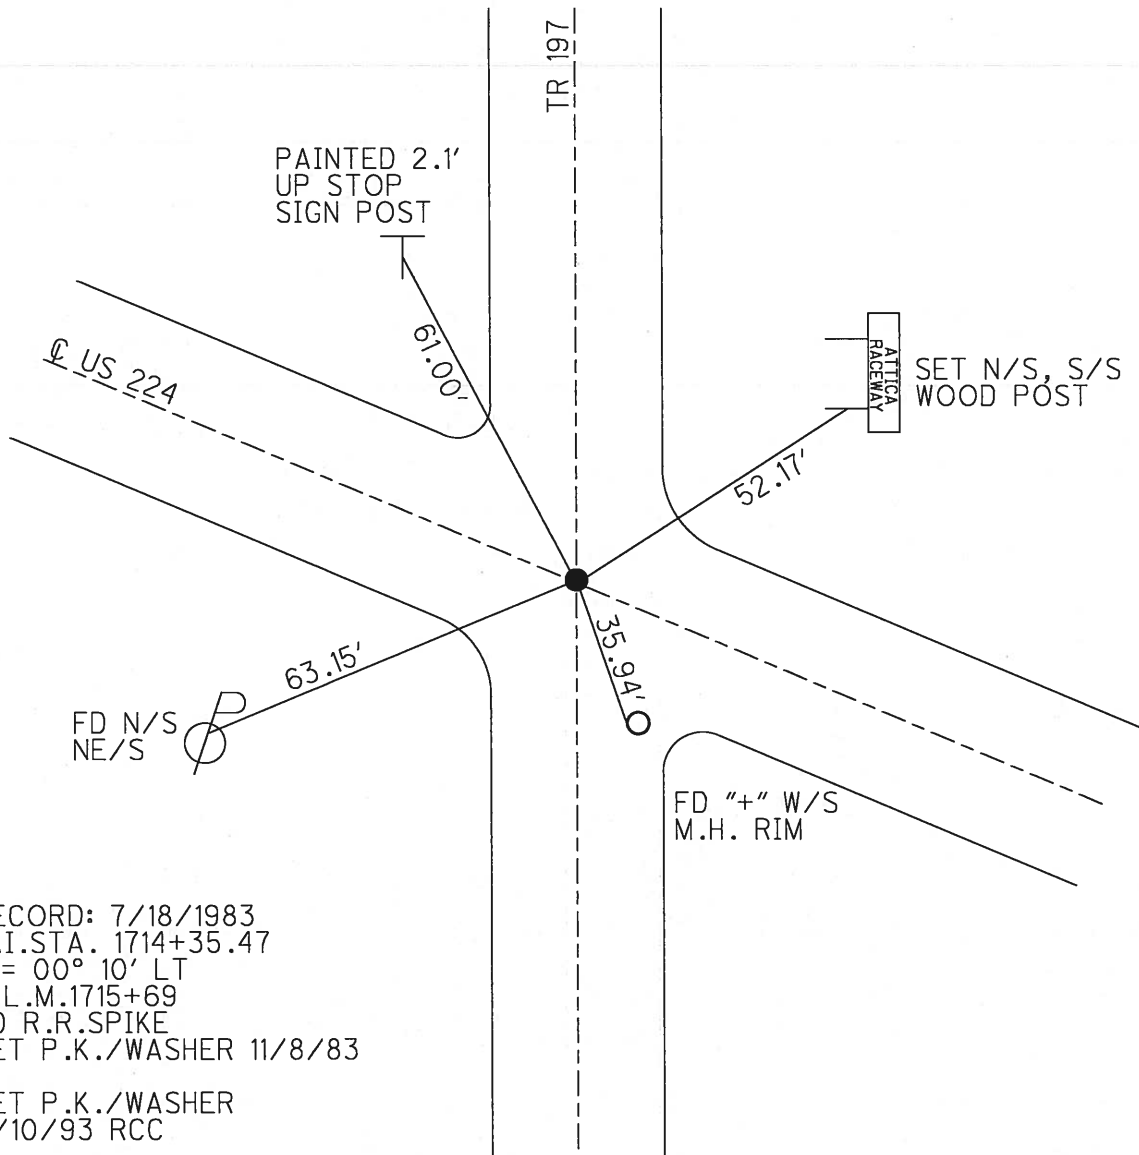 TR 197
PAINTED 2.1'
UP STOP
SIGN POST
61.00'
℄ US 224
ATTICA
RACEWAY
SET N/S, S/S
WOOD POST
52.17'
63.15'
35.94'
FD N/S
NE/S
FD "+" W/S
M.H. RIM
ECORD: 7/18/1983
.I.STA. 1714+35.47
= 00° 10' LT
L.M.1715+69
R.R.SPIKE
ET P.K./WASHER 11/8/83
ET P.K./WASHER
/10/93 RCC